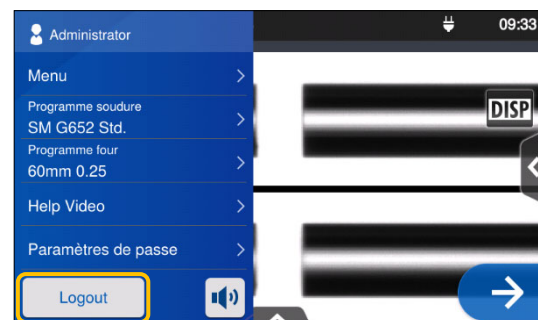 Administrator
09:33
Menu
Programme soudure
SM G652 Std.
DISP
Programme four
60mm 0.25
Help Video
Paramètres de passe
Logout